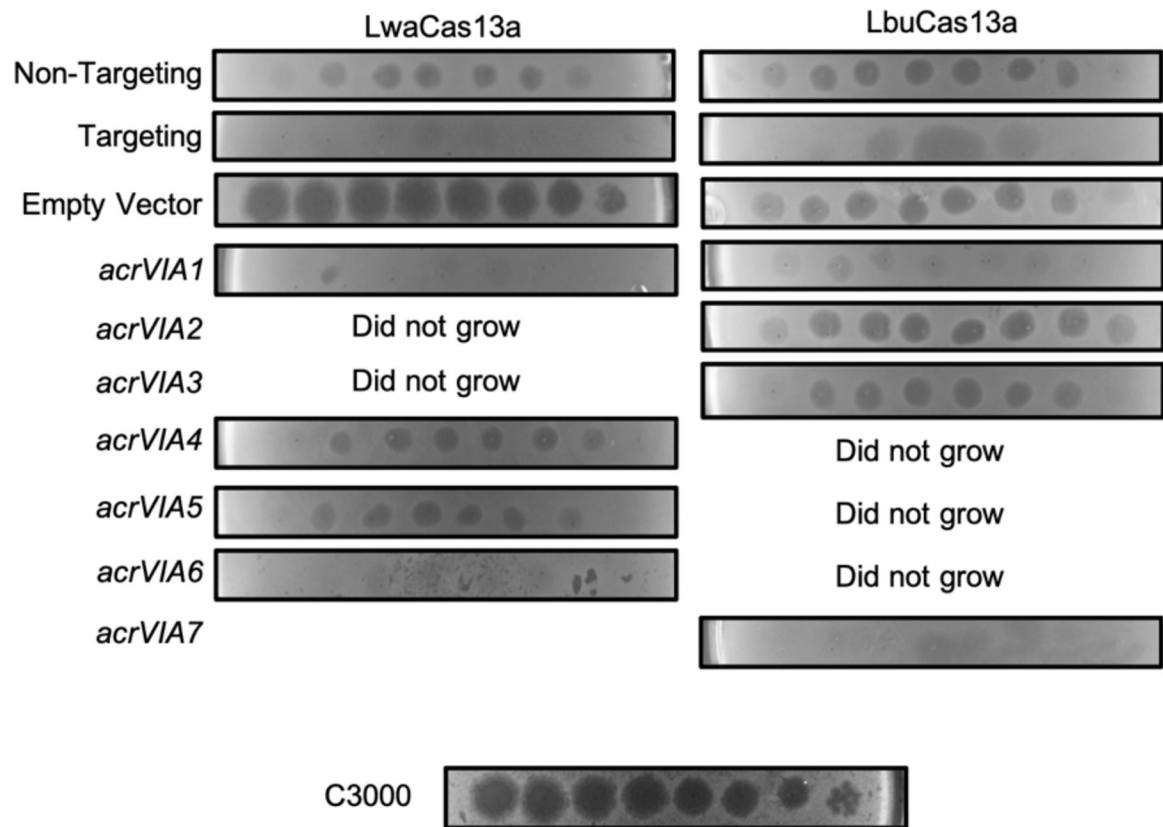 LwaCas13a LbuCas13a
Non-Targeting
Targeting
Empty Vector
acrVIA1
acrVIA2 Did not grow
acrVIA3 Did not grow
acrVIA4 Did not grow
acrVIA5 Did not grow
acrVIA6 Did not grow
acrVIA7
C3000